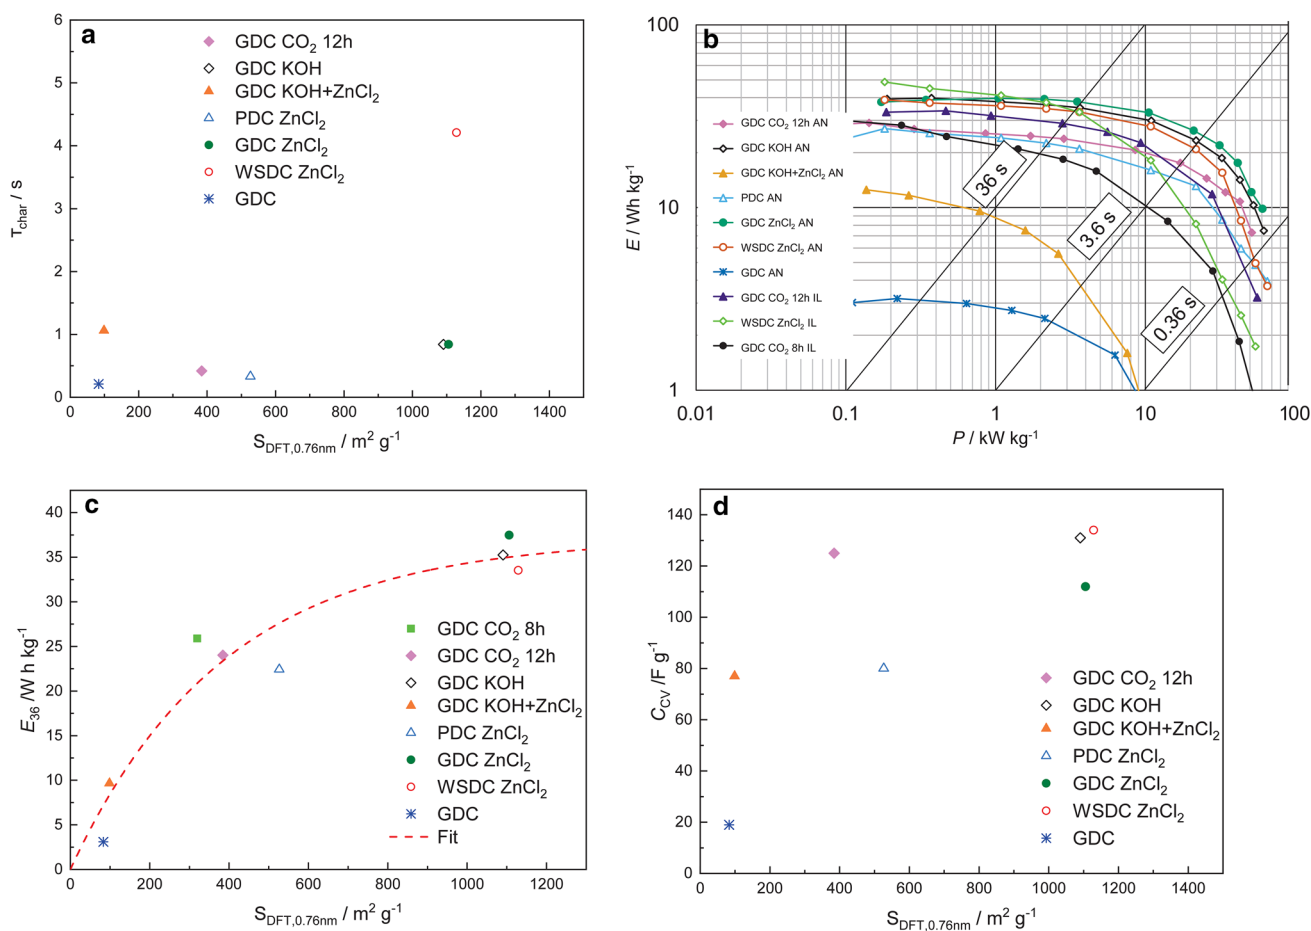 a
6
5
4
3
2
1
0
τchar / s
0 200 400 600 800 1000 1200 1400
S_DFT,0.76nm / m² g⁻¹
GDC CO₂ 12h
GDC KOH
GDC KOH+ZnCl₂
PDC ZnCl₂
GDC ZnCl₂
WSDC ZnCl₂
GDC
b
100
10
1
E / Wh kg⁻¹
0.01 0.1 1 10 100
P / kW kg⁻¹
GDC CO₂ 12h AN
GDC KOH AN
GDC KOH+ZnCl₂ AN
PDC AN
GDC ZnCl₂ AN
WSDC ZnCl₂ AN
GDC AN
GDC CO₂ 12h IL
WSDC ZnCl₂ IL
GDC CO₂ 8h IL
36 s
3.6 s
0.36 s
c
40
35
30
25
20
15
10
5
0
E₃₆ /W h kg⁻¹
0 200 400 600 800 1000 1200
S_DFT,0.76nm / m² g⁻¹
GDC CO₂ 8h
GDC CO₂ 12h
GDC KOH
GDC KOH+ZnCl₂
PDC ZnCl₂
GDC ZnCl₂
WSDC ZnCl₂
GDC
Fit
d
140
120
100
80
60
40
20
0
C_CV /F g⁻¹
0 200 400 600 800 1000 1200 1400
S_DFT,0.76nm / m² g⁻¹
GDC CO₂ 12h
GDC KOH
GDC KOH+ZnCl₂
PDC ZnCl₂
GDC ZnCl₂
WSDC ZnCl₂
GDC